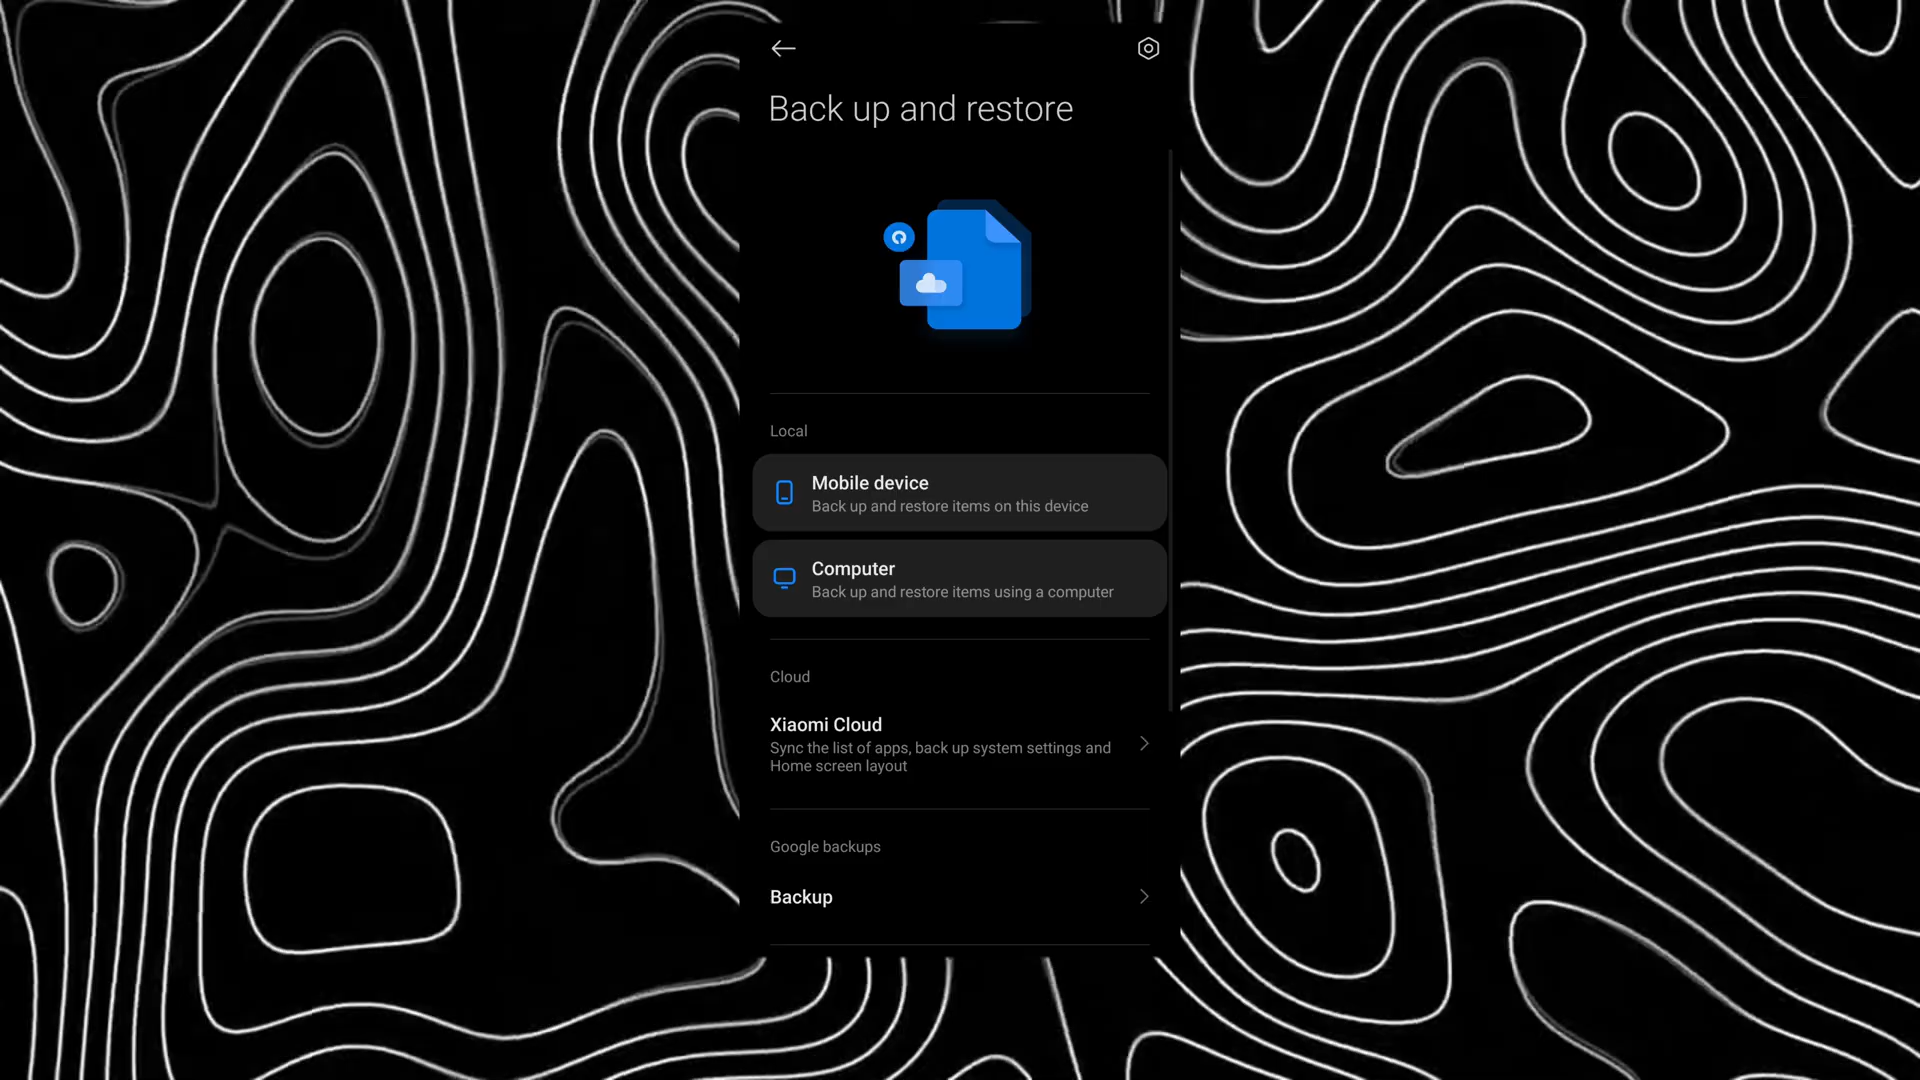 Back up and restore
Local
Mobile device
Back up and restore items on this device
Computer
Back up and restore items using a computer
Cloud
Xiaomi Cloud
Sync the list of apps, back up system settings and
Home screen layout
Google backups
Backup